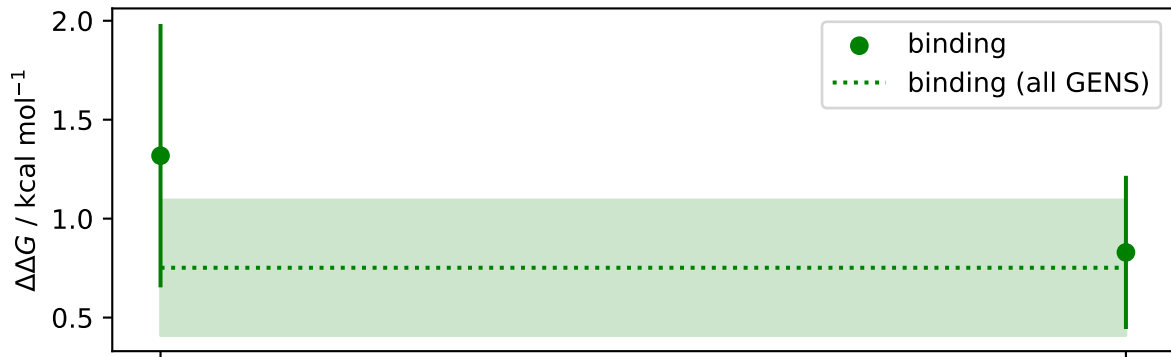 2.0
binding
binding (all GENS)
1.5
1.0
0.5
ΔΔG / kcal mol⁻¹